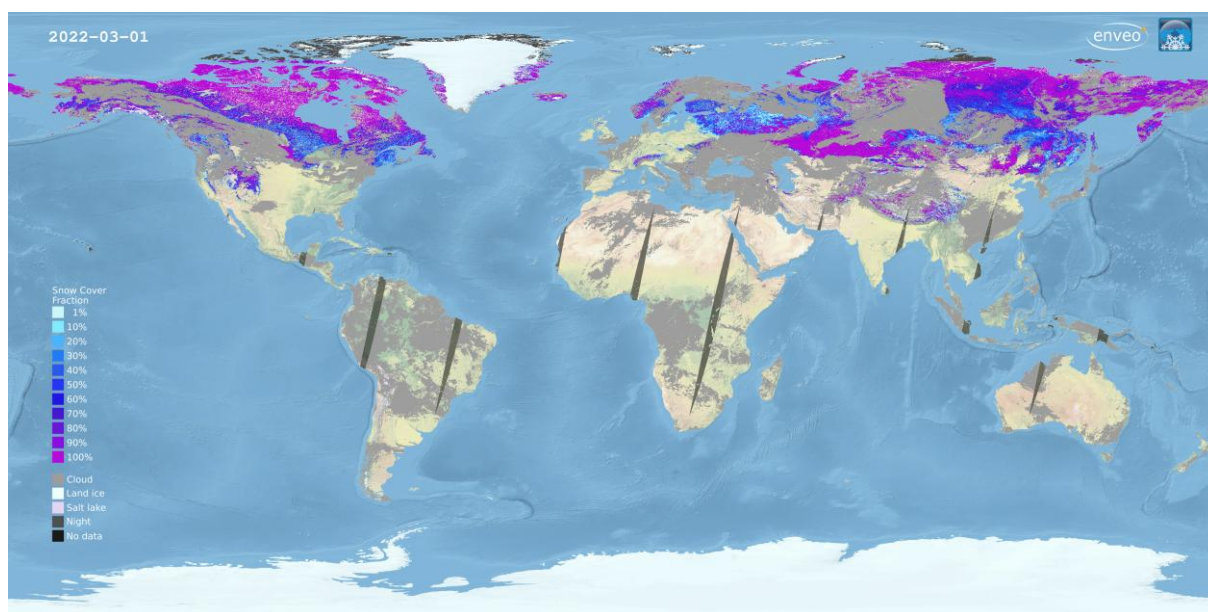 2022-03-01
enveo
Snow Cover
Fraction
1%
10%
20%
30%
40%
50%
60%
70%
80%
90%
100%
Cloud
Land ice
Salt lake
Night
No data